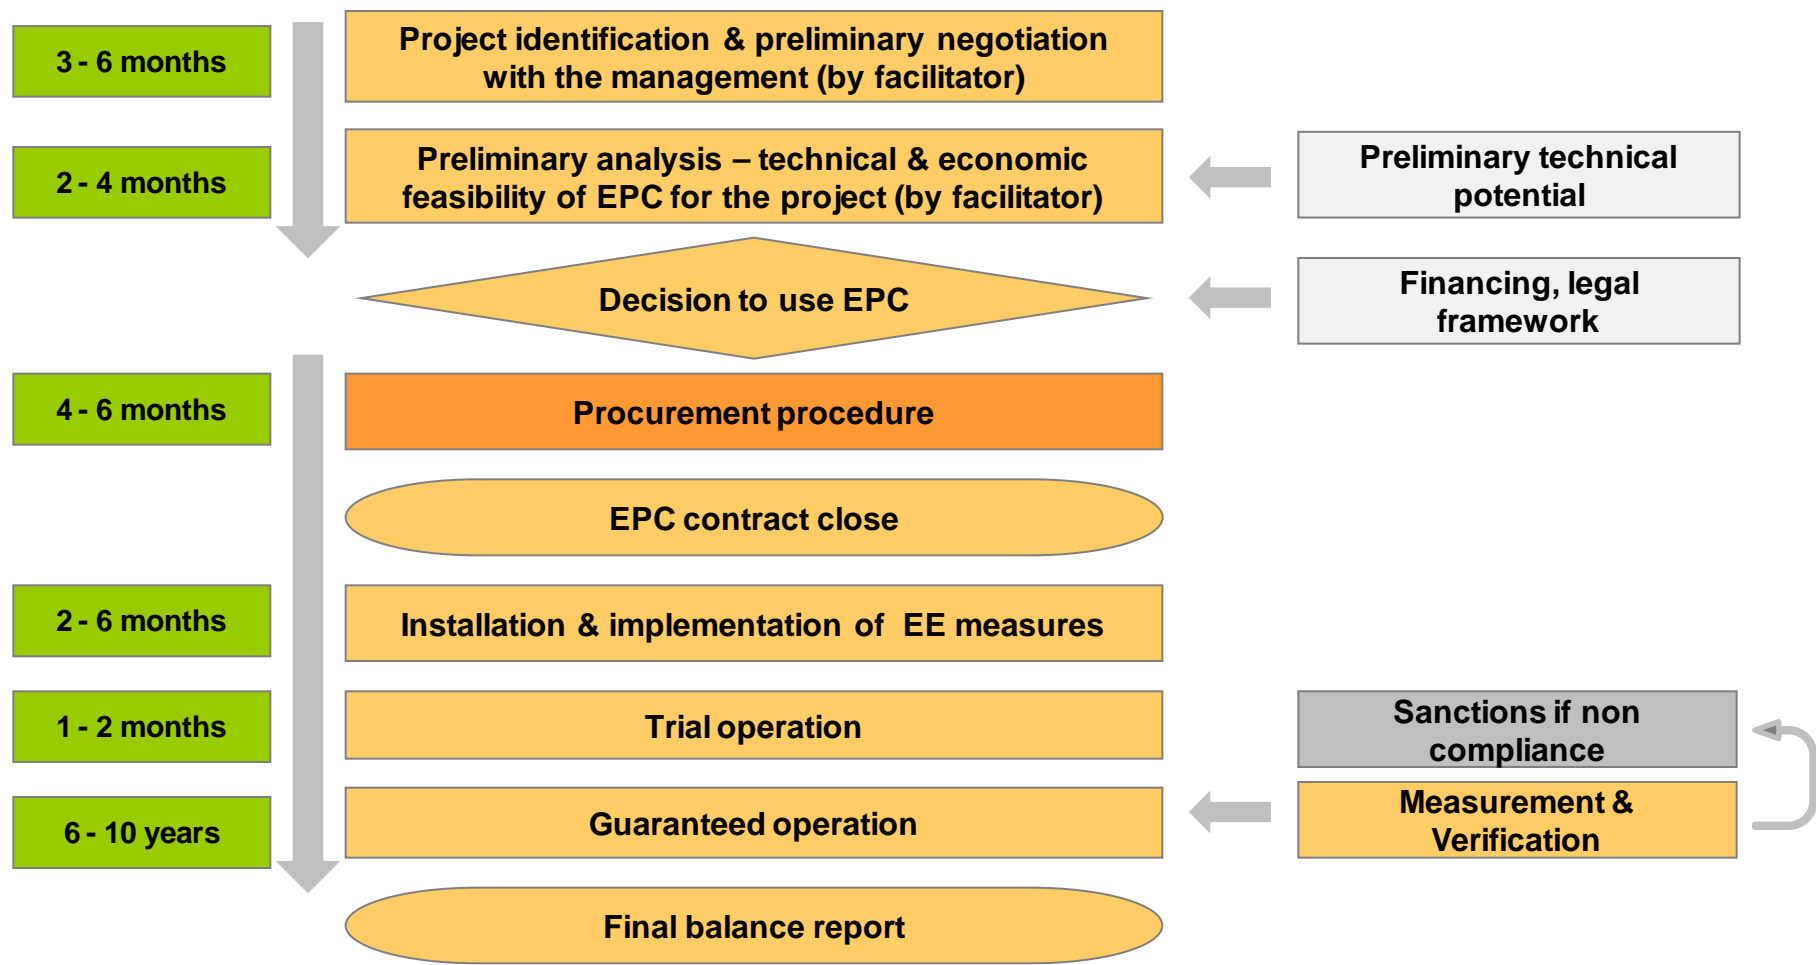 3 - 6 months
Project identification & preliminary negotiation
with the management (by facilitator)
2 - 4 months
Preliminary analysis – technical & economic
feasibility of EPC for the project (by facilitator)
Preliminary technical
potential
Decision to use EPC
Financing, legal
framework
4 - 6 months
Procurement procedure
EPC contract close
2 - 6 months
Installation & implementation of EE measures
1 - 2 months
Trial operation
Sanctions if non
compliance
6 - 10 years
Guaranteed operation
Measurement &
Verification
Final balance report